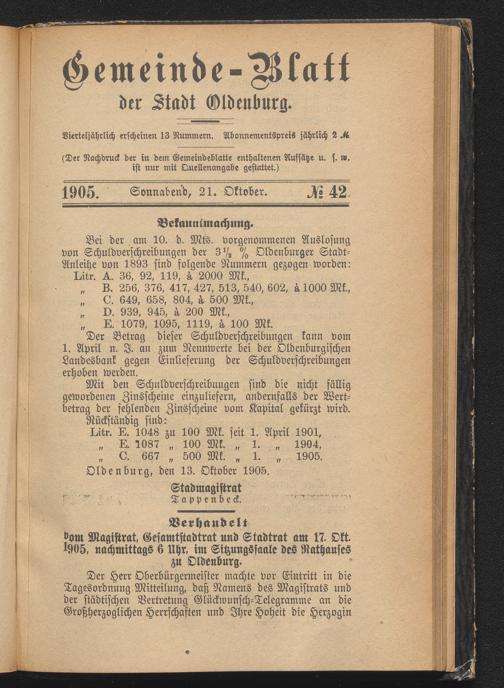 Gemeinde-Blatt
der Stadt Oldenburg.
Vierteljährlich erscheinen 13 Nummern. Abonnementspreis jährlich 2 ℳ
(Der Nachdruck der in dem Gemeindeblatte enthaltenen Aufsätze u. s. w.
ist nur mit Quellenangabe gestattet.)
1905. Sonnabend, 21. Oktober. № 42.
Bekanntmachung.
Bei der am 10. d. Mts. vorgenommenen Auslosung
von Schuldverschreibungen der 3½ % Oldenburger Stadt-
Anleihe von 1893 sind folgende Nummern gezogen worden:
Litr. A. 36, 92, 119, à 2000 Mk.,
„ B. 256, 376, 417, 427, 513, 540, 602, à 1000 Mk.,
„ C. 649, 658, 804, à 500 Mk.,
„ D. 939, 945, à 200 Mk.,
„ E. 1079, 1095, 1119, à 100 Mk.
Der Betrag dieser Schuldverschreibungen kann vom
1. April n. J. an zum Nennwerte bei der Oldenburgischen
Landesbank gegen Einlieferung der Schuldverschreibungen
erhoben werden.
Mit den Schuldverschreibungen sind die nicht fällig
gewordenen Zinsscheine einzuliefern, andernfalls der Wert-
betrag der fehlenden Zinsscheine vom Kapital gekürzt wird.
Rückständig sind:
Litr. E. 1048 zu 100 Mk. seit 1. April 1901,
„ E. 1087 „ 100 Mk. „ 1. „ 1904,
„ C. 667 „ 500 Mk. „ 1. „ 1905.
Oldenburg, den 13. Oktober 1905.
Stadtmagistrat
Tappenbeck.
Verhandelt
vom Magistrat, Gesamtstadtrat und Stadtrat am 17. Okt.
1905, nachmittags 6 Uhr, im Sitzungssaale des Rathauses
zu Oldenburg.
Der Herr Oberbürgermeister machte vor Eintritt in die
Tagesordnung Mitteilung, daß Namens des Magistrats und
der städtischen Vertretung Glückwunsch-Telegramme an die
Großherzoglichen Herrschaften und Ihre Hoheit die Herzogin